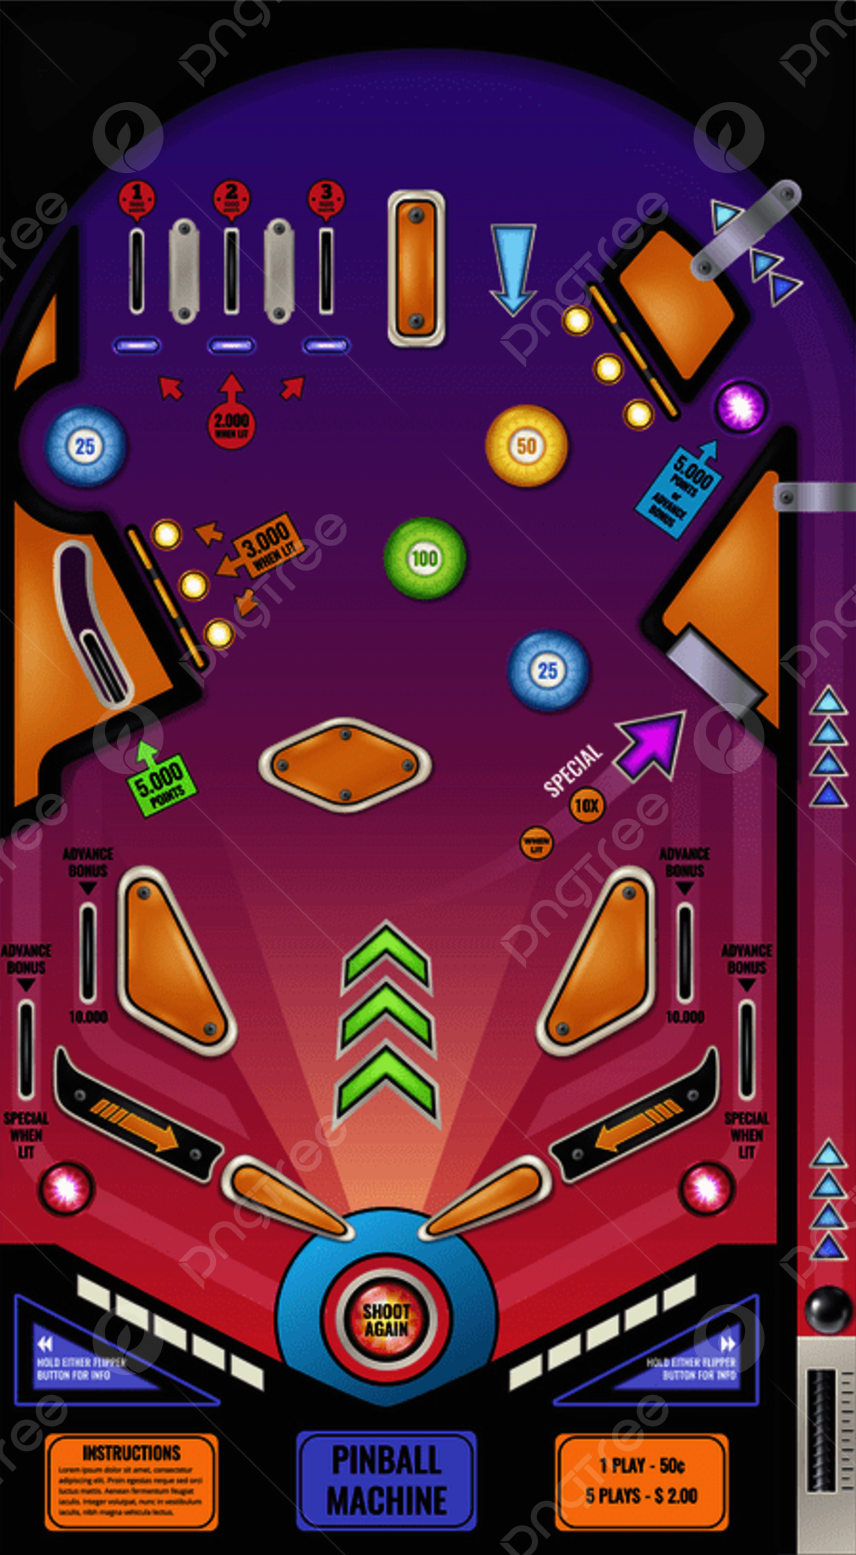 1
2
3
2.000
WHEN LIT
25
50
5.000
POINTS
or
ADVANCE
BONUS
3.000
WHEN LIT
100
25
SPECIAL
10X
WHEN
LIT
5.000
POINTS
ADVANCE
BONUS
ADVANCE
BONUS
ADVANCE
BONUS
ADVANCE
BONUS
10.000
10.000
SPECIAL
WHEN
LIT
SPECIAL
WHEN
LIT
SHOOT
AGAIN
HOLD EITHER FLIPPER
BUTTON FOR INFO
HOLD EITHER FLIPPER
BUTTON FOR INFO
INSTRUCTIONS
Lorem ipsum dolor sit amet, consectetur
adipiscing elit. Proin egestas neque sed orci
luctus mattis. Aenean fermentum feugiat
iaculis. Integer volutpat, nunc in vestibulum
iaculis, nibh magna vehicula lectus.
PINBALL
MACHINE
1 PLAY - 50¢
5 PLAYS - $ 2.00
pngtree